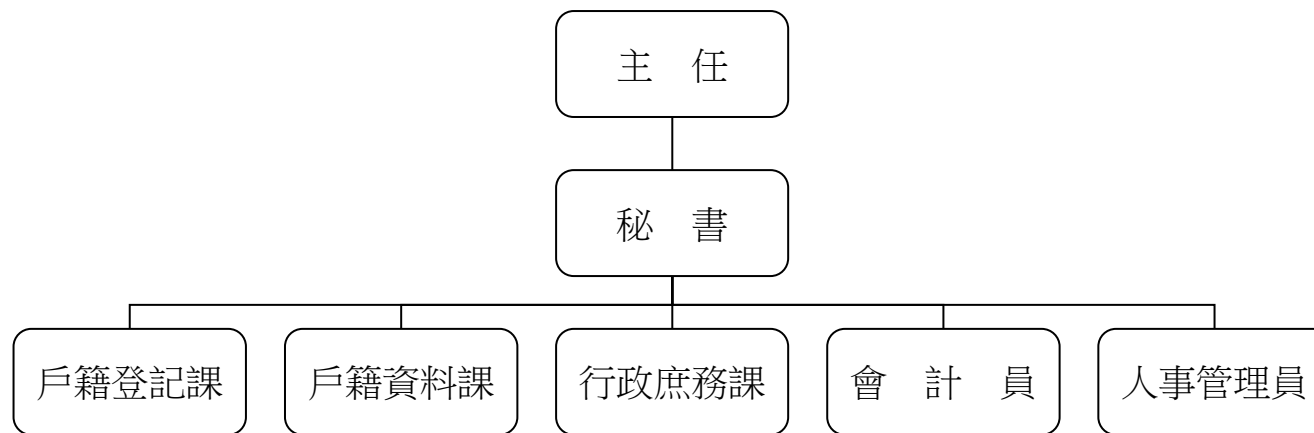 主　任
秘　書
戶籍登記課
戶籍資料課
行政庶務課
會　計　員
人事管理員